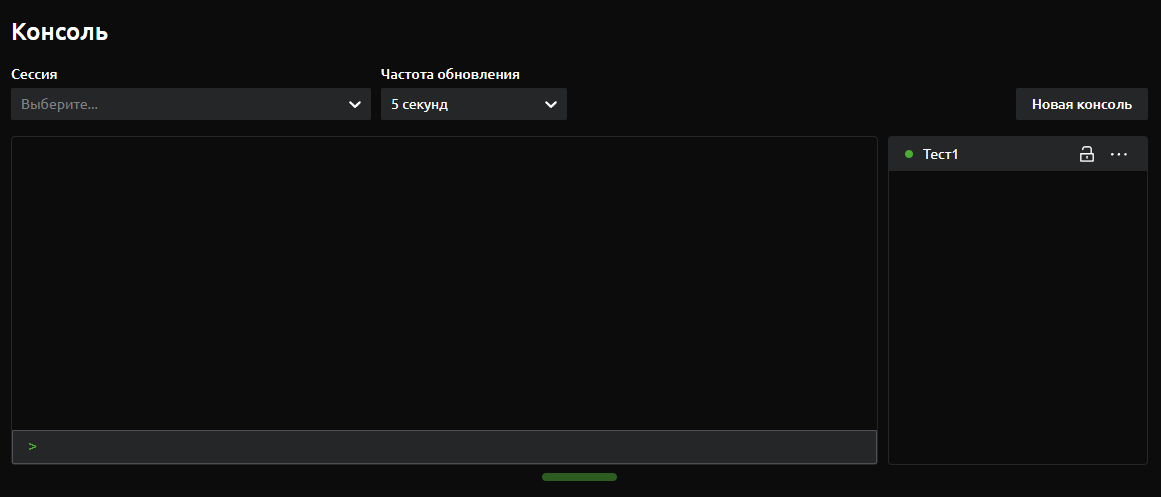 Консоль
Сессия
Частота обновления
Выберите...
5 секунд
Новая консоль
Тест1
>